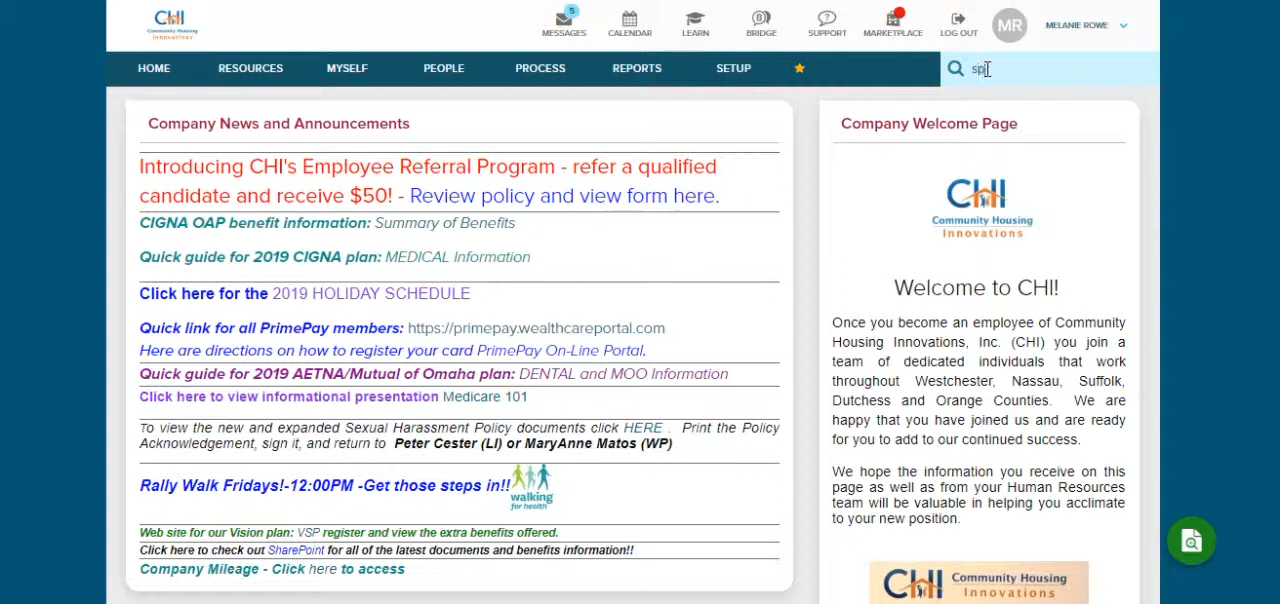 CHI
Community Housing
Innovations
5
MESSAGES
CALENDAR
LEARN
BRIDGE
SUPPORT
MARKETPLACE
LOG OUT
MR
MELANIE ROWE
HOME
RESOURCES
MYSELF
PEOPLE
PROCESS
REPORTS
SETUP
sp
Company News and Announcements
Introducing CHI's Employee Referral Program - refer a qualified
candidate and receive $50! - Review policy and view form here.
CIGNA OAP benefit information: Summary of Benefits
Quick guide for 2019 CIGNA plan: MEDICAL Information
Click here for the 2019 HOLIDAY SCHEDULE
Quick link for all PrimePay members: https://primepay.wealthcareportal.com
Here are directions on how to register your card PrimePay On-Line Portal.
Quick guide for 2019 AETNA/Mutual of Omaha plan: DENTAL and MOO Information
Click here to view informational presentation Medicare 101
To view the new and expanded Sexual Harassment Policy documents click HERE . Print the Policy
Acknowledgement, sign it, and return to Peter Cester (LI) or MaryAnne Matos (WP)
Rally Walk Fridays!-12:00PM -Get those steps in!!
walking
for health
Web site for our Vision plan: VSP register and view the extra benefits offered.
Click here to check out SharePoint for all of the latest documents and benefits information!!
Company Mileage - Click here to access
Company Welcome Page
CHI
Community Housing
Innovations
Welcome to CHI!
Once you become an employee of Community
Housing Innovations, Inc. (CHI) you join a
team of dedicated individuals that work
throughout Westchester, Nassau, Suffolk,
Dutchess and Orange Counties. We are
happy that you have joined us and are ready
for you to add to our continued success.
We hope the information you receive on this
page as well as from your Human Resources
team will be valuable in helping you acclimate
to your new position.
CHI Community Housing
Innovations